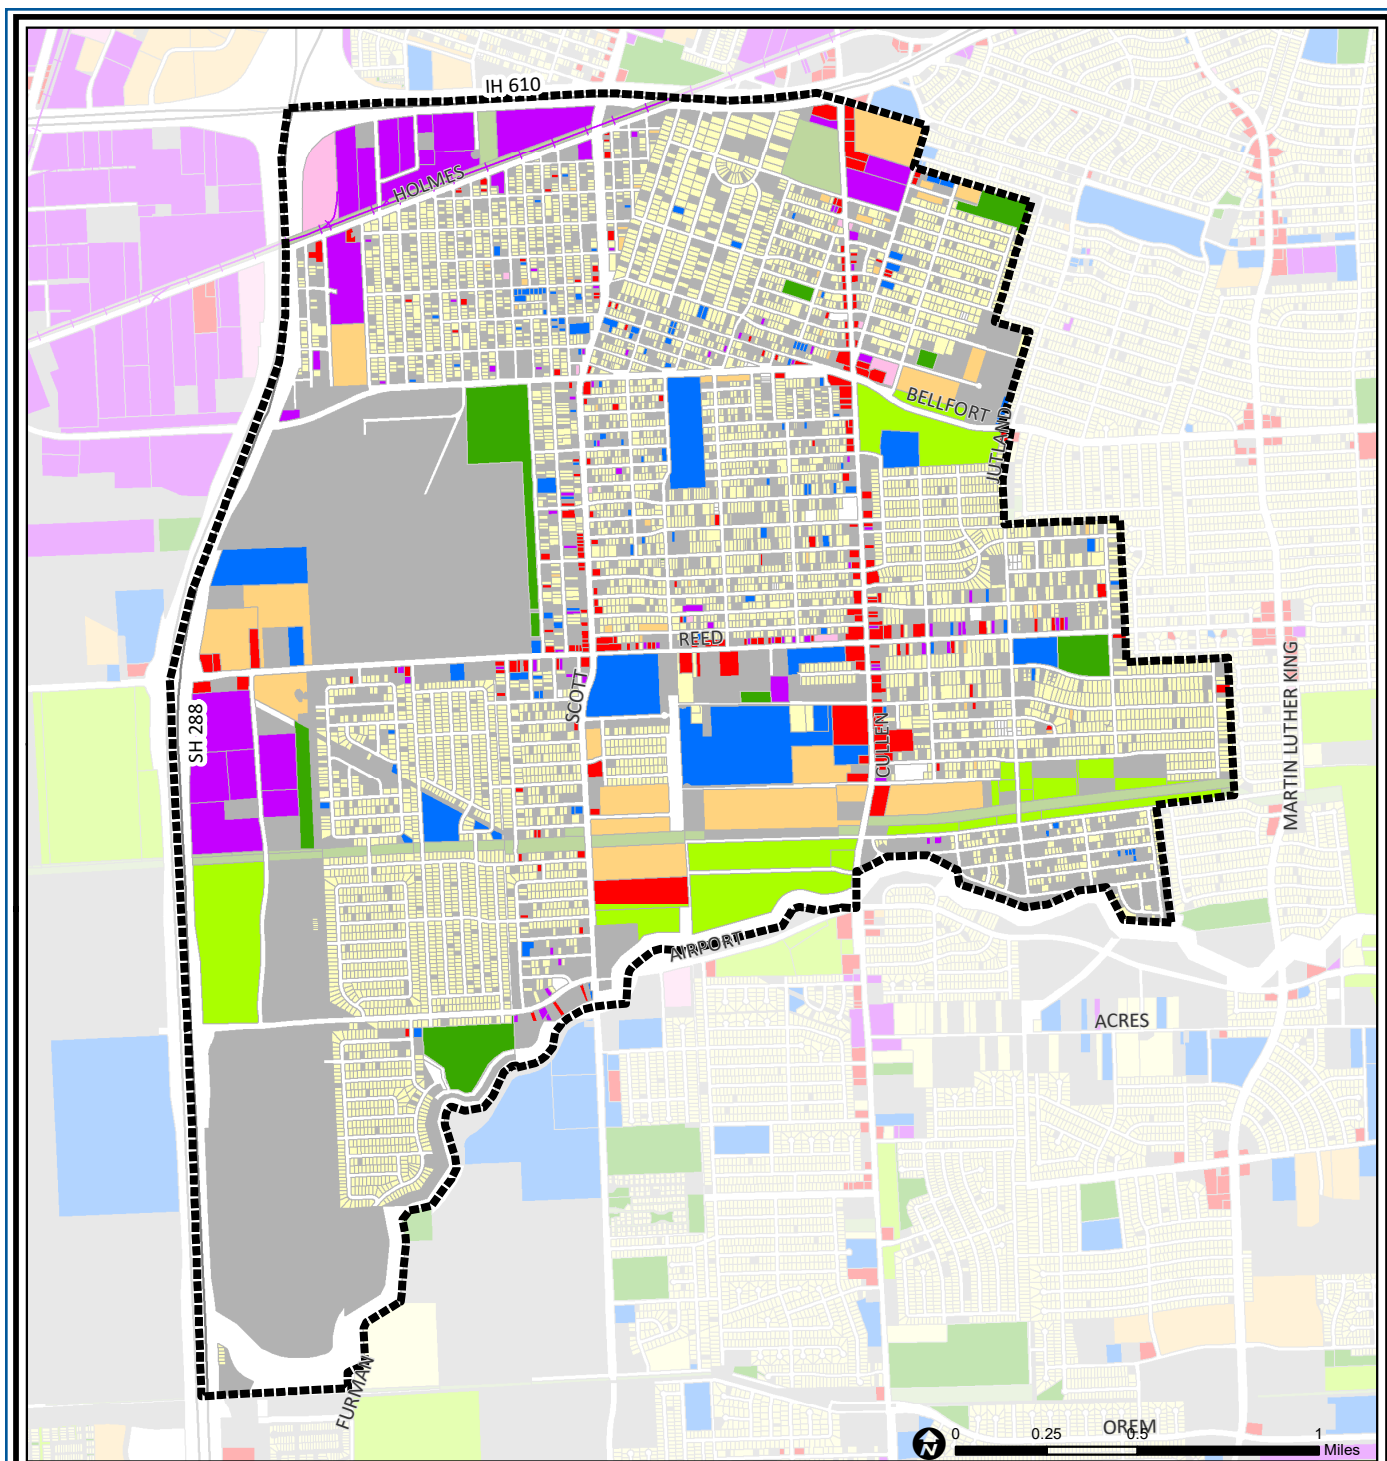 IH 610
HOLMES
BELLFORT
JUTLAND
REED
SCOTT
SH 288
CULLEN
MARTIN LUTHER KING
AIRPORT
ACRES
FURMAN
OREM
N
0 0.25 0.5 1
Miles